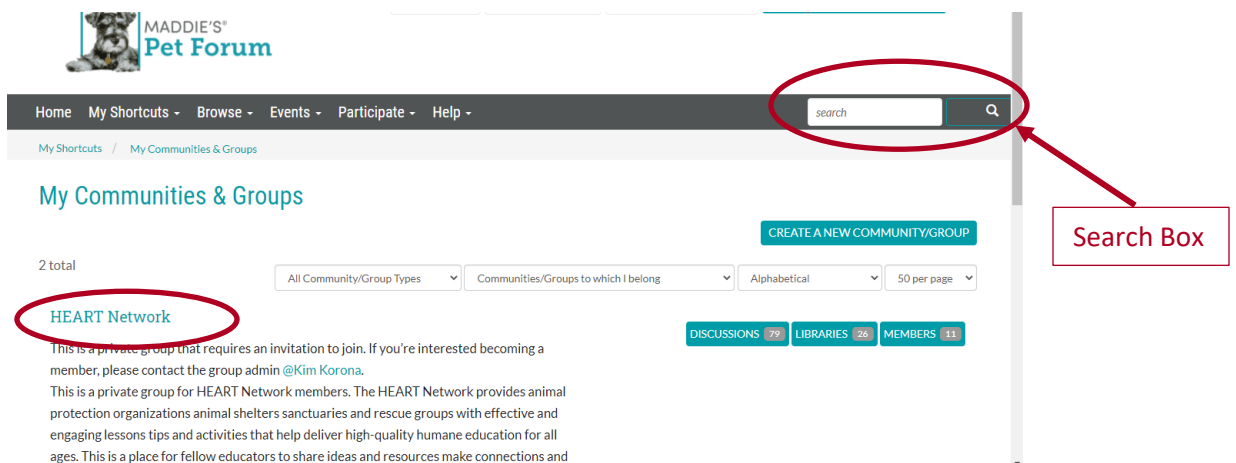 MADDIE'S®
Pet Forum
Home My Shortcuts Browse Events Participate Help search
My Shortcuts / My Communities & Groups
My Communities & Groups
CREATE A NEW COMMUNITY/GROUP
Search Box
2 total
All Community/Group Types Communities/Groups to which I belong Alphabetical 50 per page
HEART Network
DISCUSSIONS 79 LIBRARIES 26 MEMBERS 11
This is a private group that requires an invitation to join. If you're interested becoming a
member, please contact the group admin @Kim Korona.
This is a private group for HEART Network members. The HEART Network provides animal
protection organizations animal shelters sanctuaries and rescue groups with effective and
engaging lessons tips and activities that help deliver high-quality humane education for all
ages. This is a place for fellow educators to share ideas and resources make connections and